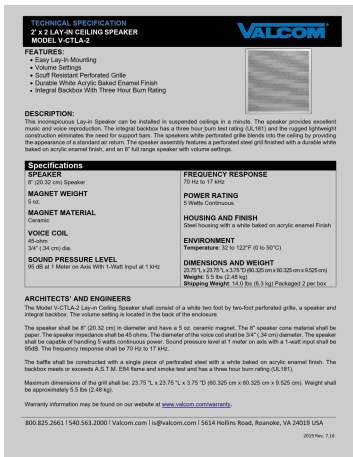 TECHNICAL SPECIFICATION
2' x 2 LAY-IN CEILING SPEAKER
MODEL V-CTLA-2
VALCOM
FEATURES:
• Easy Lay-In Mounting
• Volume Settings
• Scuff Resistant Perforated Grille
• Durable White Acrylic Baked Enamel Finish
• Integral Backbox With Three Hour Burn Rating
DESCRIPTION:
This inconspicuous Lay-in Speaker can be installed in suspended ceilings in a minute. The speaker provides excellent
music and voice reproduction. The integral backbox has a three hour burn test rating (UL181) and the rugged lightweight
construction eliminates the need for additional support. The speakers white perforated grille blends into the ceiling by providing
the appearance of a standard air return. The speaker assembly features a perforated steel grill finished with a durable white
baked on acrylic enamel finish, and an 8" full range speaker with volume settings.
Specifications
SPEAKER
8" (20.32 cm) Speaker
MAGNET WEIGHT
5 oz.
MAGNET MATERIAL
Ceramic
VOICE COIL
45-ohm
3/4" (.34 cm) dia.
SOUND PRESSURE LEVEL
95 dB at 1 Meter on Axis With 1-Watt Input at 1 kHz
FREQUENCY RESPONSE
70 Hz to 17 kHz
POWER RATING
5 Watts Continuous
HOUSING AND FINISH
Steel housing with a white baked on acrylic enamel Finish
ENVIRONMENT
Temperature: 32 to 122°F (0 to 50°C)
DIMENSIONS AND WEIGHT
23.75 "L x 23.75 "L x 3.75 "D (60.325 cm x 60.325 cm x 9.525 cm)
Weight: 5.5 lbs (2.48 kg)
Shipping Weight: 14.0 lbs (6.3 kg) Packaged 2 per box
ARCHITECTS' AND ENGINEERS
The Model V-CTLA-2 Lay-in Ceiling Speaker shall consist of a white two foot by two-foot perforated grille, a speaker and
integral backbox. The volume setting is located in the back of the enclosure.
The speaker shall be 8" (20.32 cm) in diameter and have a 5 oz. ceramic magnet. The 8" speaker cone material shall be
paper. The speaker impedance shall be 45 ohms. The diameter of the voice coil shall be 3/4" (.34 cm) diameter. The speaker
shall be capable of handling 5 watts continuous power. Sound pressure level at 1 meter on axis with a 1-watt input shall be
95dB. The frequency response shall be 70 Hz to 17 kHz.
The baffle shall be constructed with a single piece of perforated steel with a white baked on acrylic enamel finish. The
backbox meets or exceeds A.S.T.M. E84 flame and smoke test and has a three hour burn rating (UL181).
Maximum dimensions of the grill shall be: 23.75 "L x 23.75 "L x 3.75 "D (60.325 cm x 60.325 cm x 9.525 cm). Weight shall
be approximately 5.5 lbs (2.48 kg).
Warranty information may be found on our website at www.valcom.com/warranty.
800.825.2661 | 540.563.2000 | Valcom.com | is@valcom.com | 5614 Hollins Road, Roanoke, VA 24019 USA
2019 Rev. 7.16